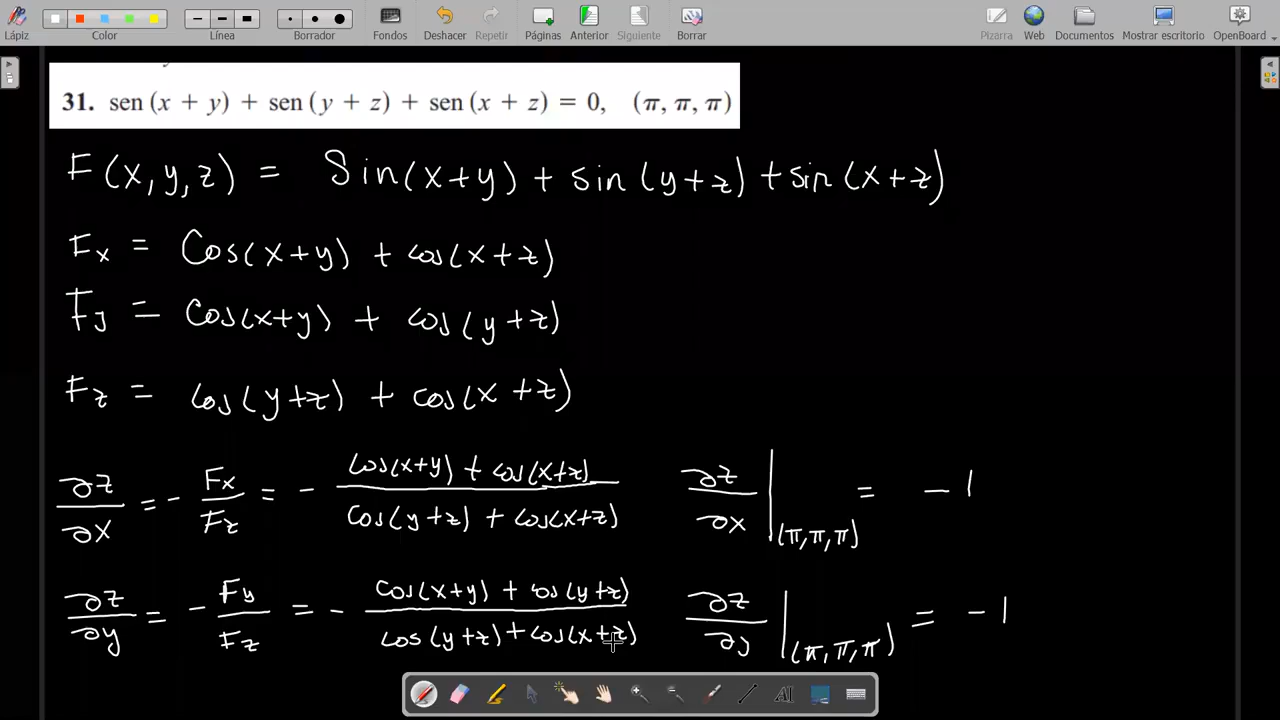 Lápiz Color Línea Borrador Fondos Deshacer Repetir Páginas Anterior Siguiente Borrar Pizarra Web Documentos Mostrar escritorio OpenBoard
31. sen (x + y) + sen (y + z) + sen (x + z) = 0, (π, π, π)
F(x,y,z) = Sin(x+y) + sin(y+z) + sin(x+z)
Fx = Cos(x+y) + cos(x+z)
Fy = Cos(x+y) + cos(y+z)
Fz = cos(y+z) + cos(x+z)
∂z/∂x = - Fx/Fz = - (cos(x+y) + cos(x+z))/(cos(y+z) + cos(x+z)) ∂z/∂x |(π,π,π) = -1
∂z/∂y = - Fy/Fz = - (cos(x+y) + cos(y+z))/(cos(y+z) + cos(x+z)) ∂z/∂y |(π,π,π) = -1
AI